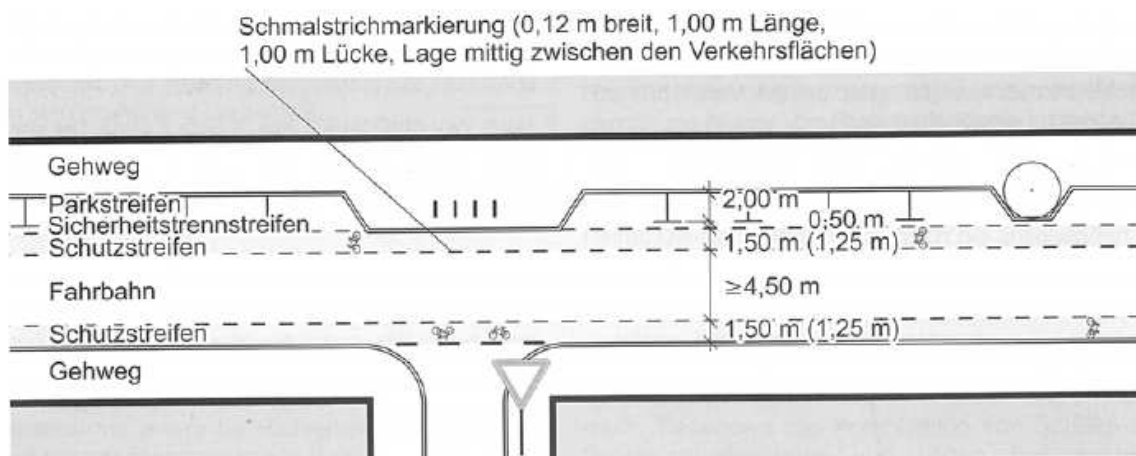 Schmalstrichmarkierung (0,12 m breit, 1,00 m Länge,
1,00 m Lücke, Lage mittig zwischen den Verkehrsflächen)
Gehweg
Parkstreifen
2,00 m
Sicherheitstrennstreifen
0,50 m
Schutzstreifen
1,50 m (1,25 m)
Fahrbahn
≥4,50 m
Schutzstreifen
1,50 m (1,25 m)
Gehweg